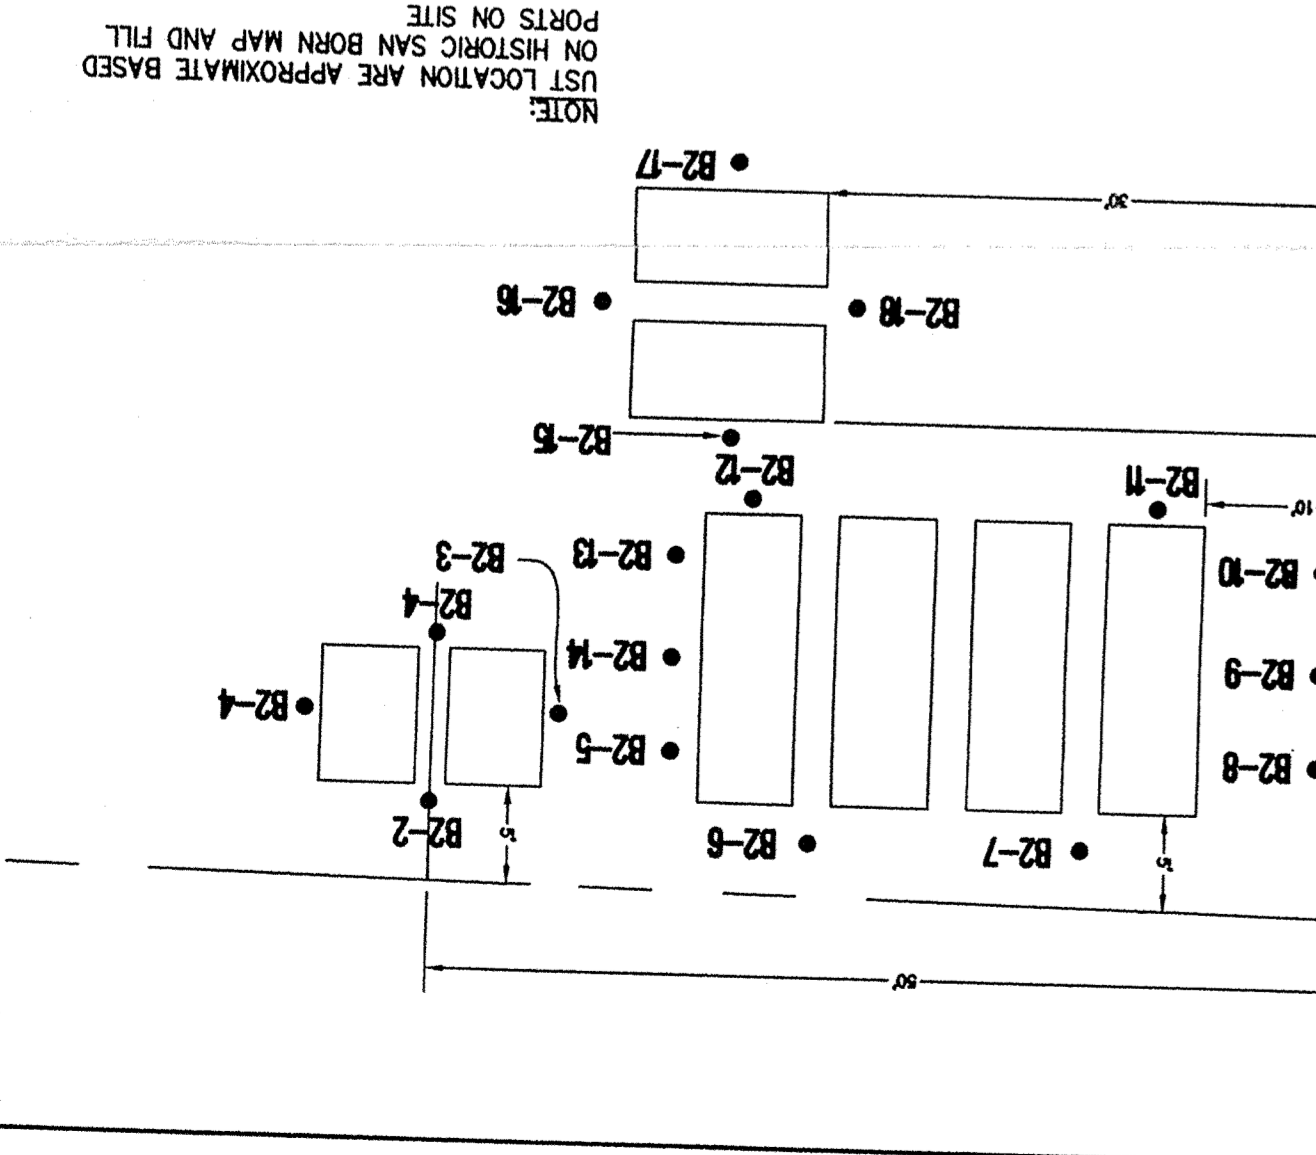 50'
5'
B2-7
B2-6
5'
B2-2
B2-8
B2-5
B2-4
B2-9
B2-14
B2-4
B2-10
B2-13
B2-3
10'
B2-11
B2-12
B2-15
B2-18
B2-16
30'
B2-17
NOTE:
UST LOCATION ARE APPROXIMATE BASED
ON HISTORIC SAN BORN MAP AND FILL
PORTS ON SITE